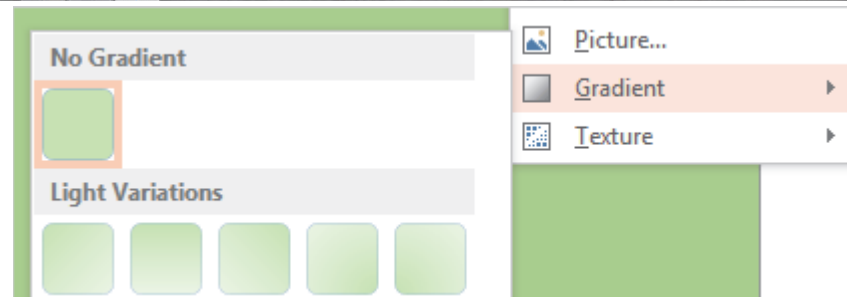 No Gradient
Light Variations
Picture...
Gradient
Texture